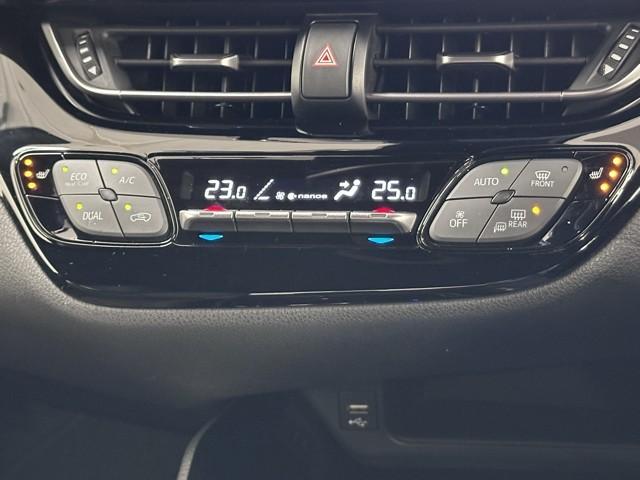 ECO
A/C
DUAL
23.0 nanoe 25.0
AUTO
FRONT
OFF
REAR